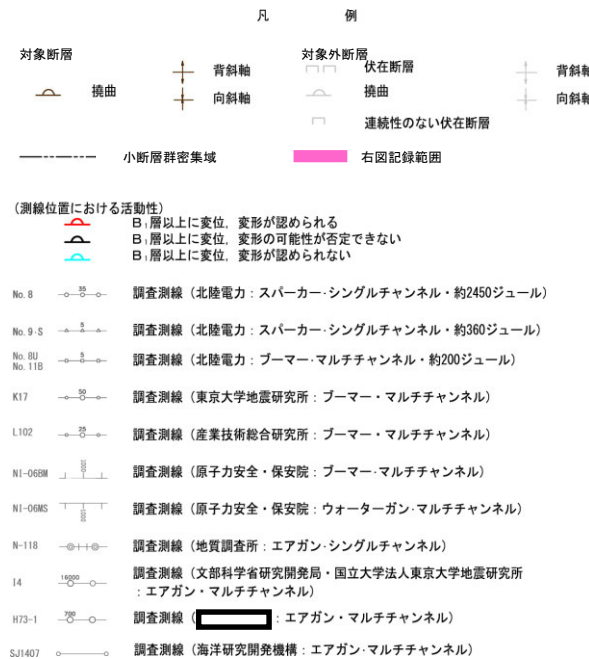 凡 例
対象断層
対象外断層
背斜軸
伏在断層
背斜軸
撓曲
向斜軸
撓曲
向斜軸
連続性のない伏在断層
小断層群密集域
右図記録範囲
(測線位置における活動性)
B₁層以上に変位,変形が認められる
B₁層以上に変位,変形の可能性が否定できない
B₁層以上に変位,変形が認められない
No.8 35 調査測線(北陸電力:スパーカー・シングルチャンネル・約2450ジュール)
No.9・S 5 調査測線(北陸電力:スパーカー・シングルチャンネル・約360ジュール)
No.8U
No.11B 5 調査測線(北陸電力:ブーマー・マルチチャンネル・約200ジュール)
K17 50 調査測線(東京大学地震研究所:ブーマー・マルチチャンネル)
L102 25 調査測線(産業技術総合研究所:ブーマー・マルチチャンネル)
NI-06BM 1000 調査測線(原子力安全・保安院:ブーマー・マルチチャンネル)
NI-06MS 1000 調査測線(原子力安全・保安院:ウォーターガン・マルチチャンネル)
N-118 調査測線(地質調査所:エアガン・シングルチャンネル)
I4 16000 調査測線(文部科学省研究開発局・国立大学法人東京大学地震研究所
:エアガン・マルチチャンネル)
H73-1 700 調査測線( :エアガン・マルチチャンネル)
SJ1407 調査測線(海洋研究開発機構:エアガン・マルチチャンネル)